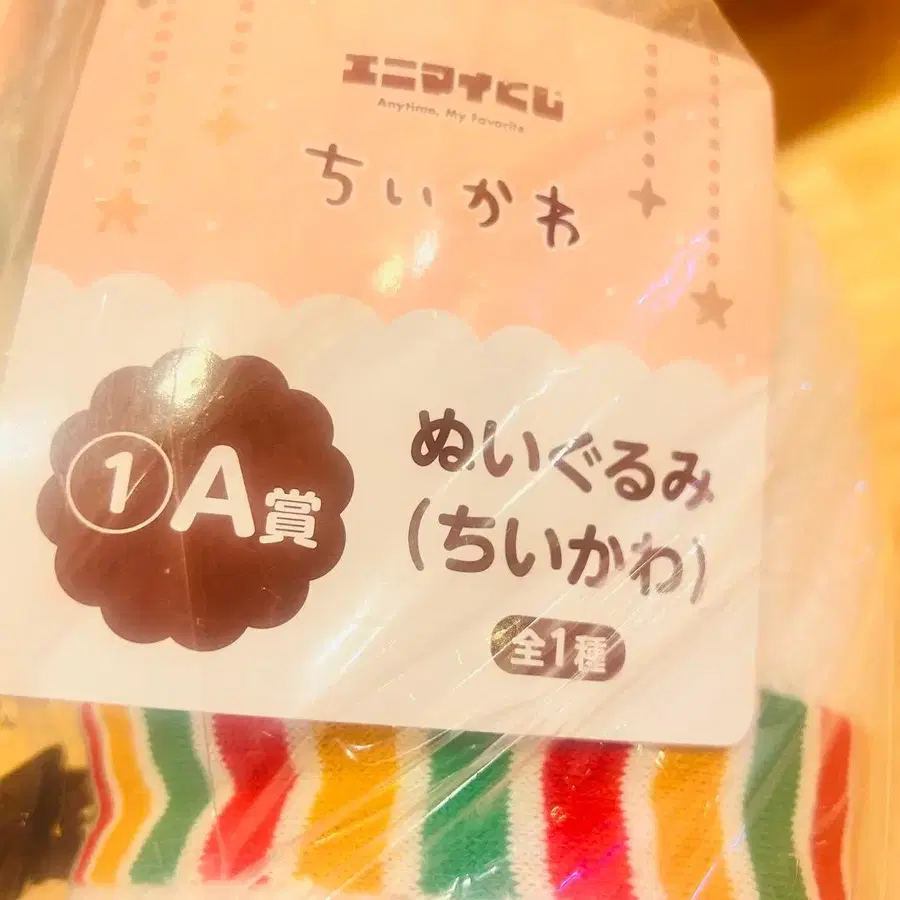 エニマイくじ
Anytime, My Favorite
ちいかわ
①A賞
ぬいぐるみ
(ちいかわ)
全1種